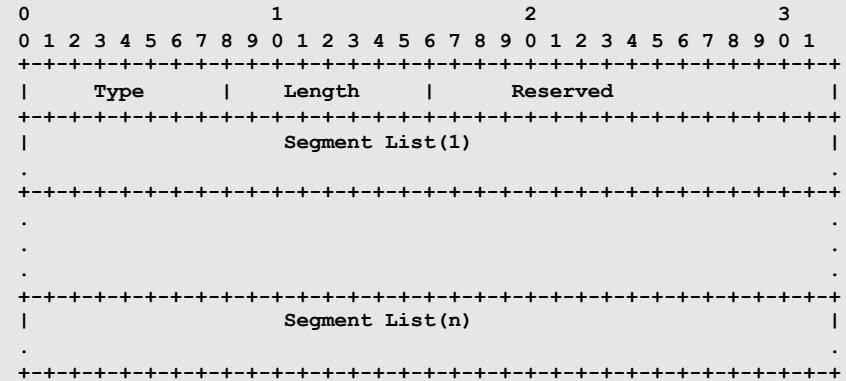 0                   1                   2                   3
0 1 2 3 4 5 6 7 8 9 0 1 2 3 4 5 6 7 8 9 0 1 2 3 4 5 6 7 8 9 0 1
+-+-+-+-+-+-+-+-+-+-+-+-+-+-+-+-+-+-+-+-+-+-+-+-+-+-+-+-+-+-+-+-+
|     Type      |    Length     |      Reserved                 |
+-+-+-+-+-+-+-+-+-+-+-+-+-+-+-+-+-+-+-+-+-+-+-+-+-+-+-+-+-+-+-+-+
|                    Segment List(1)                            |
.                                                               .
+-+-+-+-+-+-+-+-+-+-+-+-+-+-+-+-+-+-+-+-+-+-+-+-+-+-+-+-+-+-+-+-+
.                                                               .
.                                                               .
.                                                               .
+-+-+-+-+-+-+-+-+-+-+-+-+-+-+-+-+-+-+-+-+-+-+-+-+-+-+-+-+-+-+-+-+
|                    Segment List(n)                            |
.                                                               .
+-+-+-+-+-+-+-+-+-+-+-+-+-+-+-+-+-+-+-+-+-+-+-+-+-+-+-+-+-+-+-+-+